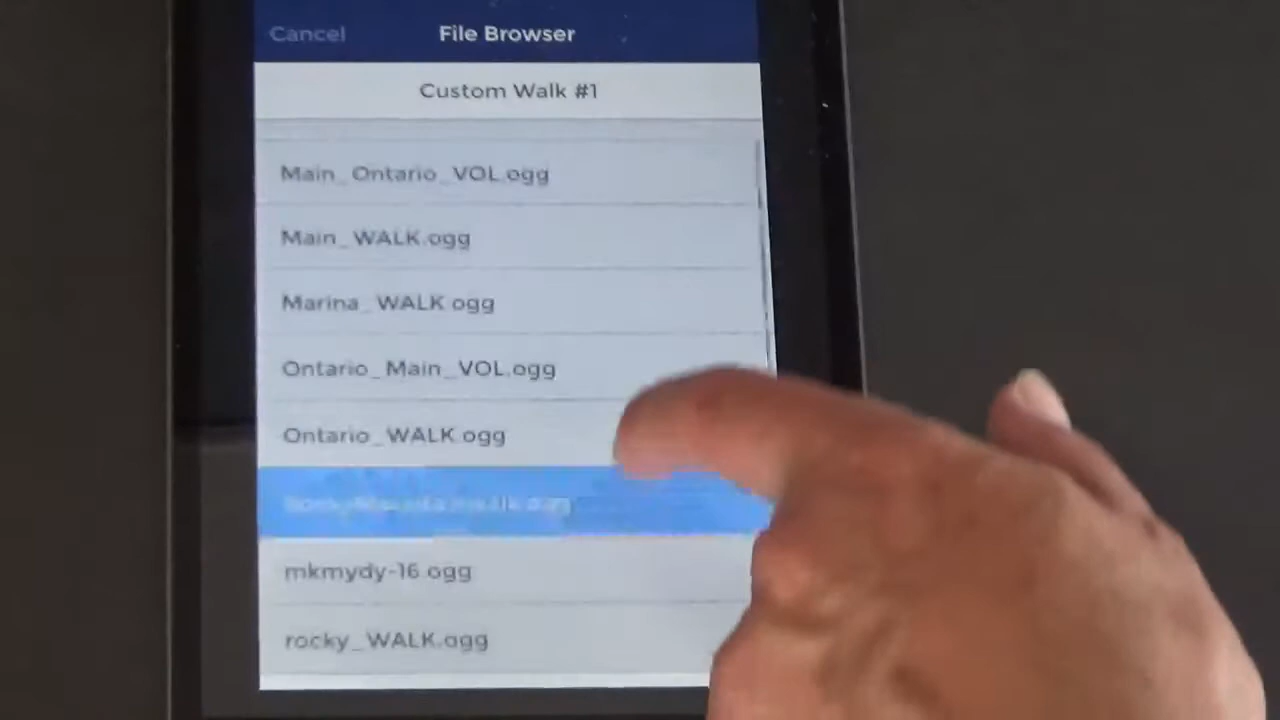 Cancel
File Browser
Custom Walk #1
Main_Ontario_VOL.ogg
Main_WALK.ogg
Marina_WALK ogg
Ontario_Main_VOL.ogg
Ontario_WALK ogg
mkmydy-16 ogg
rocky_WALK.ogg